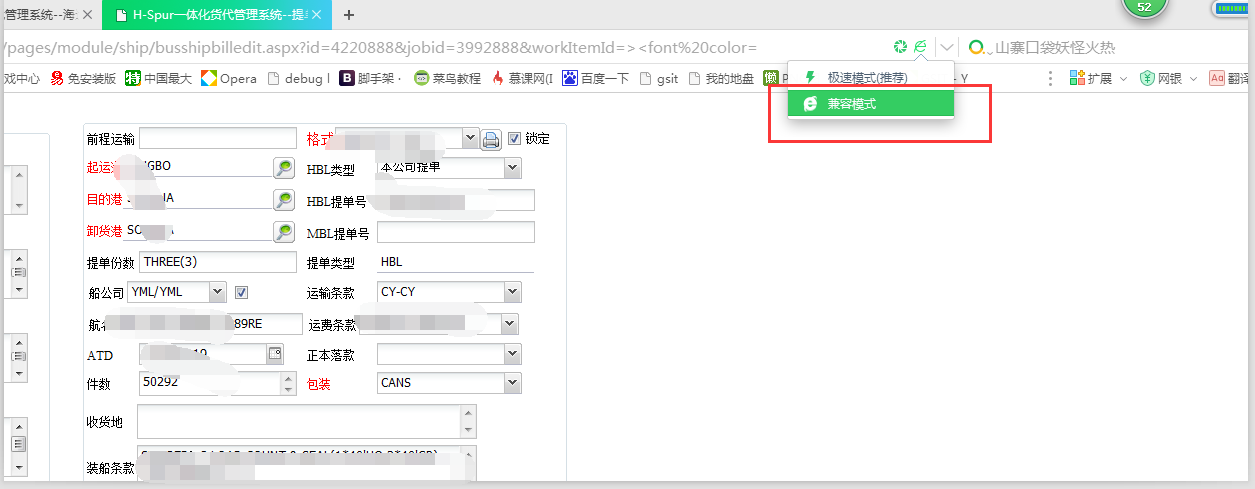 52
管理系统--海 H-Spur一体化货代管理系统--提单
/pages/module/ship/busshipbilledit.aspx?id=4220888&jobid=3992888&workItemId=><font%20color= 山寨口袋妖怪火热
戏中心 免安装版 中国最大 Opera debug l 脚手架 · 菜鸟教程 慕课网(I 百度一下 gsit 我的地盘 P - Y 扩展 网银 翻译
极速模式(推荐)
兼容模式
前程运输 格式 锁定
起运 GBO HBL类型 本公司提单
目的港 A HBL提单号
卸货港 SO A MBL提单号
提单份数 THREE(3) 提单类型 HBL
船公司 YML/YML 运输条款 CY-CY
航名 89RE 运费条款
ATD 19 正本落款
件数 50292 包装 CANS
收货地
装船条款